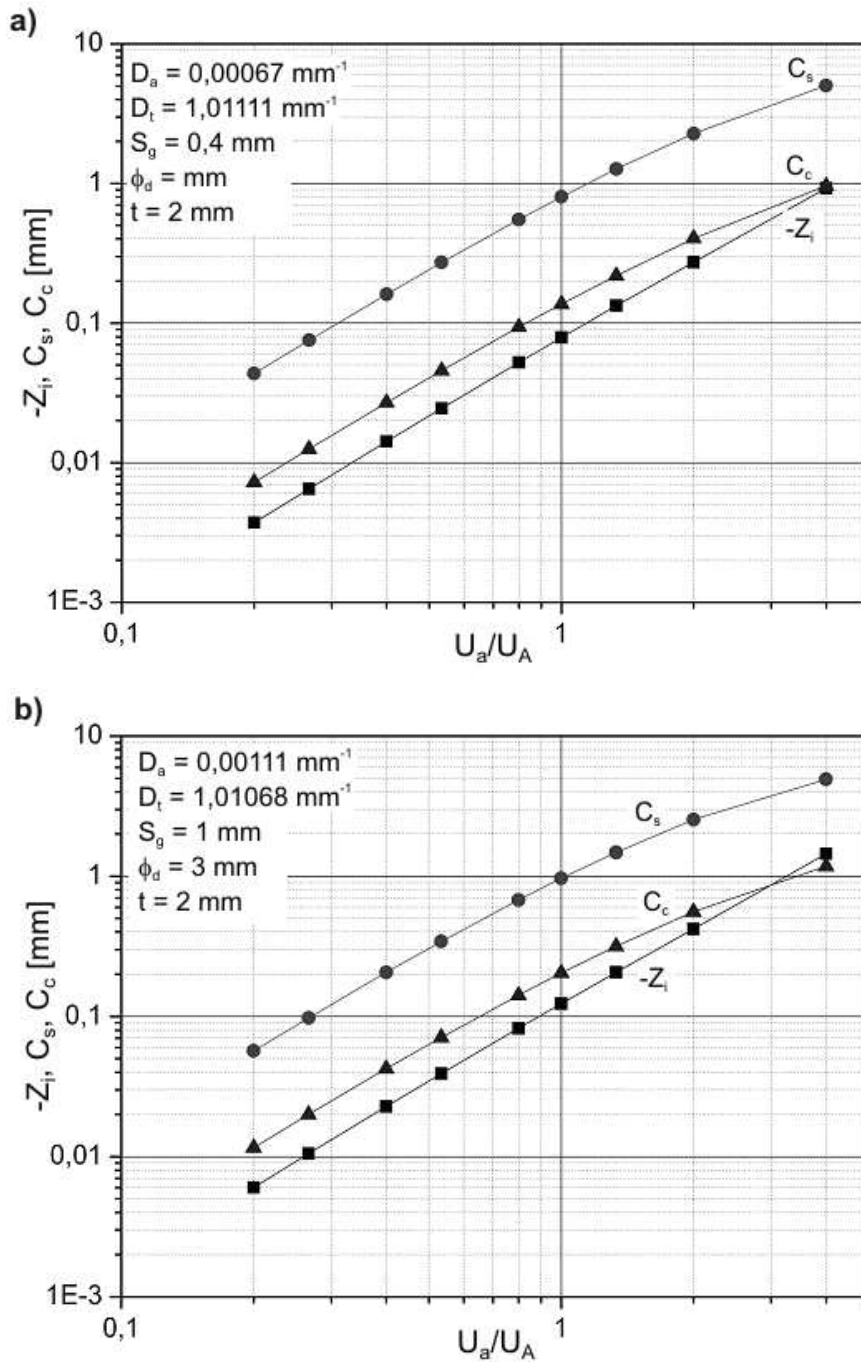 a)
10
D_a = 0,00067 mm⁻¹
D_t = 1,01111 mm⁻¹
S_g = 0,4 mm
ϕ_d = mm
t = 2 mm
C_s
C_c
-Z_i
1
0,1
0,01
1E-3
-Z_i, C_s, C_c [mm]
0,1
1
U_a/U_A
b)
10
D_a = 0,00111 mm⁻¹
D_t = 1,01068 mm⁻¹
S_g = 1 mm
ϕ_d = 3 mm
t = 2 mm
C_s
C_c
-Z_i
1
0,1
0,01
1E-3
-Z_i, C_s, C_c [mm]
0,1
1
U_a/U_A